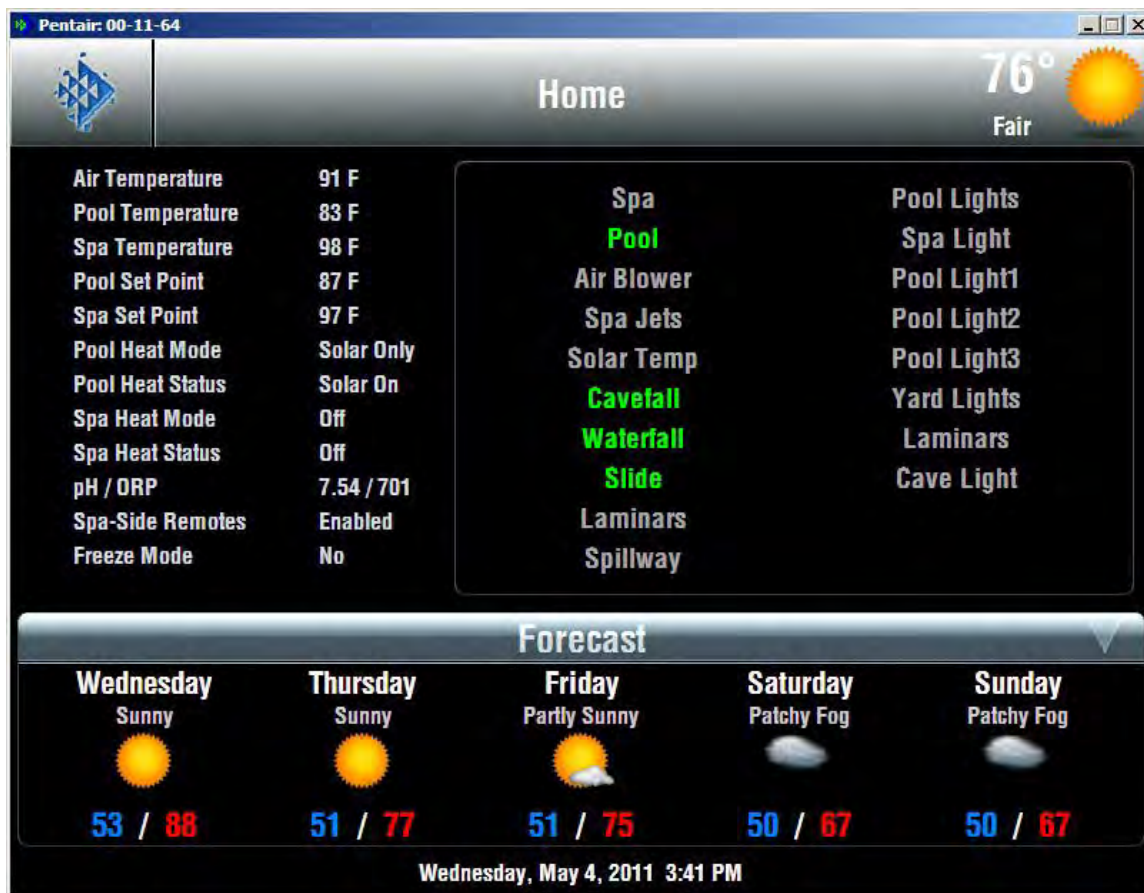 Pentair: 00-11-64
Home
76°
Fair
Air Temperature 91 F
Pool Temperature 83 F
Spa Temperature 98 F
Pool Set Point 87 F
Spa Set Point 97 F
Pool Heat Mode Solar Only
Pool Heat Status Solar On
Spa Heat Mode Off
Spa Heat Status Off
pH / ORP 7.54 / 701
Spa-Side Remotes Enabled
Freeze Mode No
Spa
Pool
Air Blower
Spa Jets
Solar Temp
Cavefall
Waterfall
Slide
Laminars
Spillway
Pool Lights
Spa Light
Pool Light1
Pool Light2
Pool Light3
Yard Lights
Laminars
Cave Light
Forecast
Wednesday Thursday Friday Saturday Sunday
Sunny Sunny Partly Sunny Patchy Fog Patchy Fog
53 / 88 51 / 77 51 / 75 50 / 67 50 / 67
Wednesday, May 4, 2011 3:41 PM